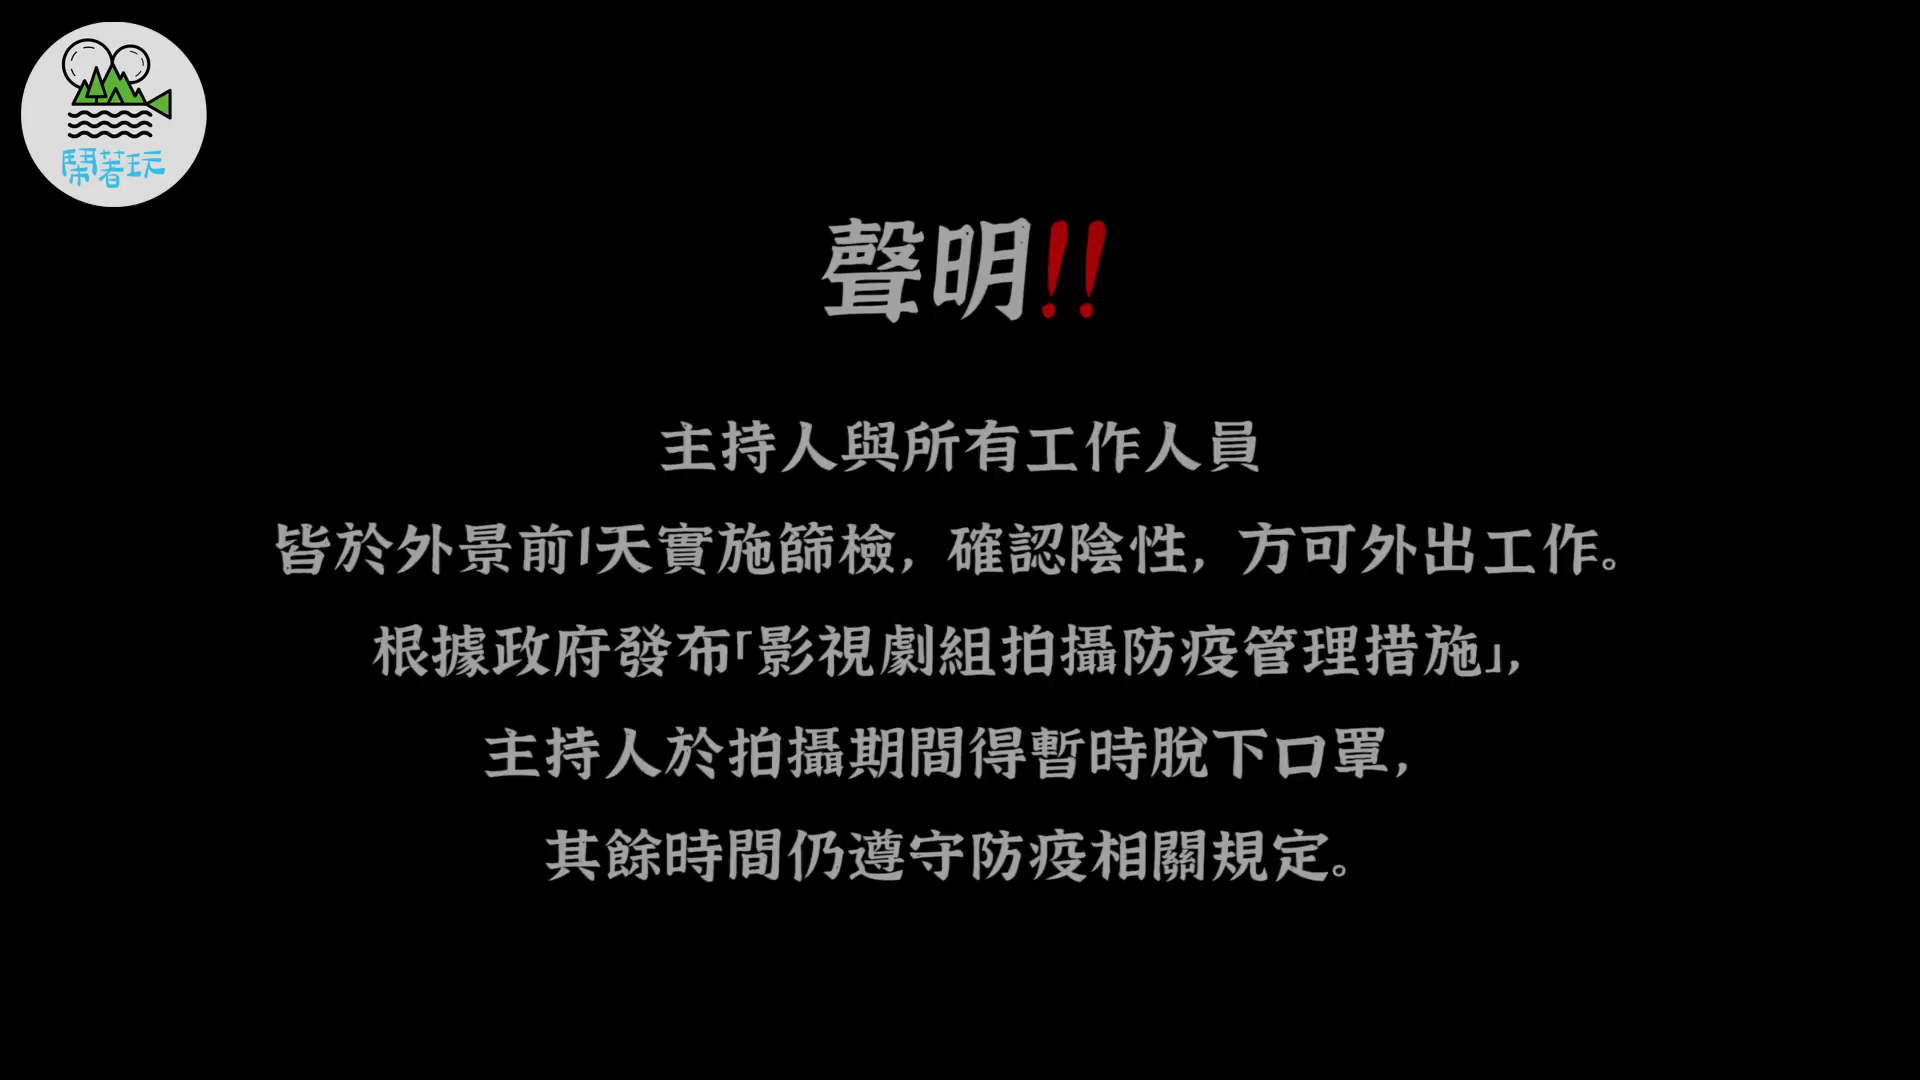 鬧著玩
聲明!!
主持人與所有工作人員
皆於外景前1天實施篩檢，確認陰性，方可外出工作。
根據政府發布「影視劇組拍攝防疫管理措施」，
主持人於拍攝期間得暫時脫下口罩，
其餘時間仍遵守防疫相關規定。